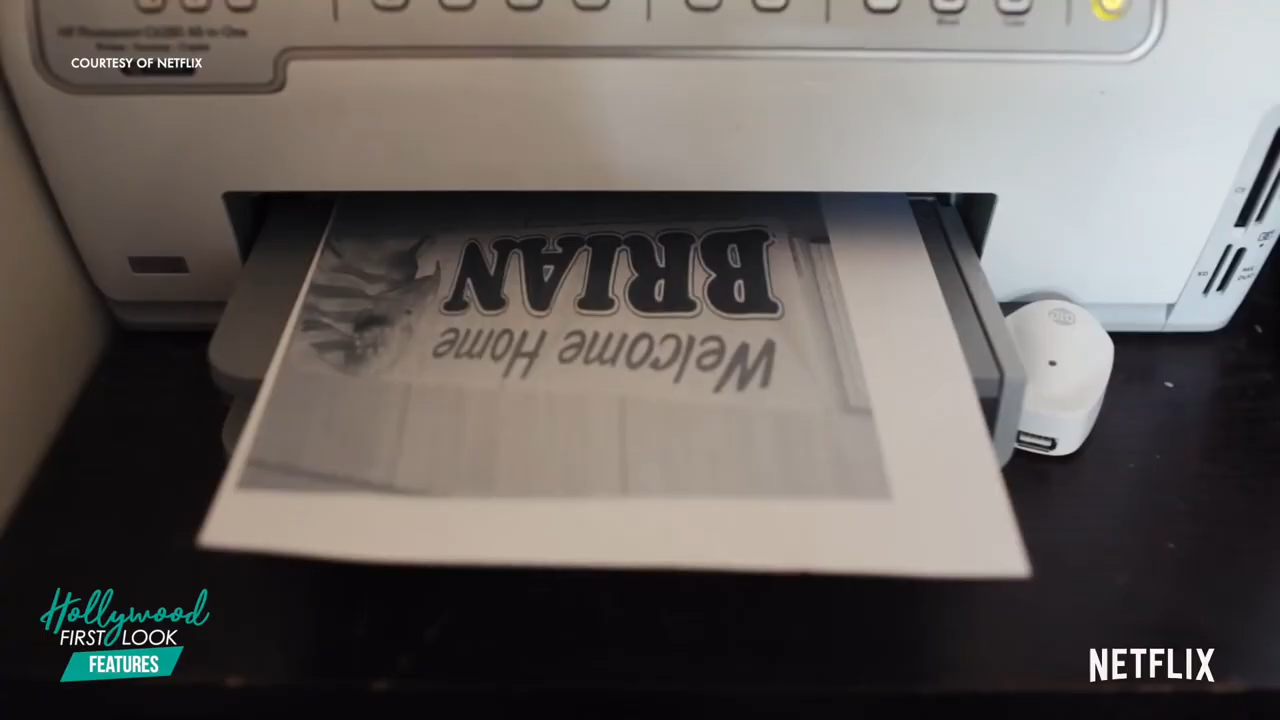 COURTESY OF NETFLIX
Welcome Home
BRIAN
Hollywood
FIRST LOOK
FEATURES
NETFLIX